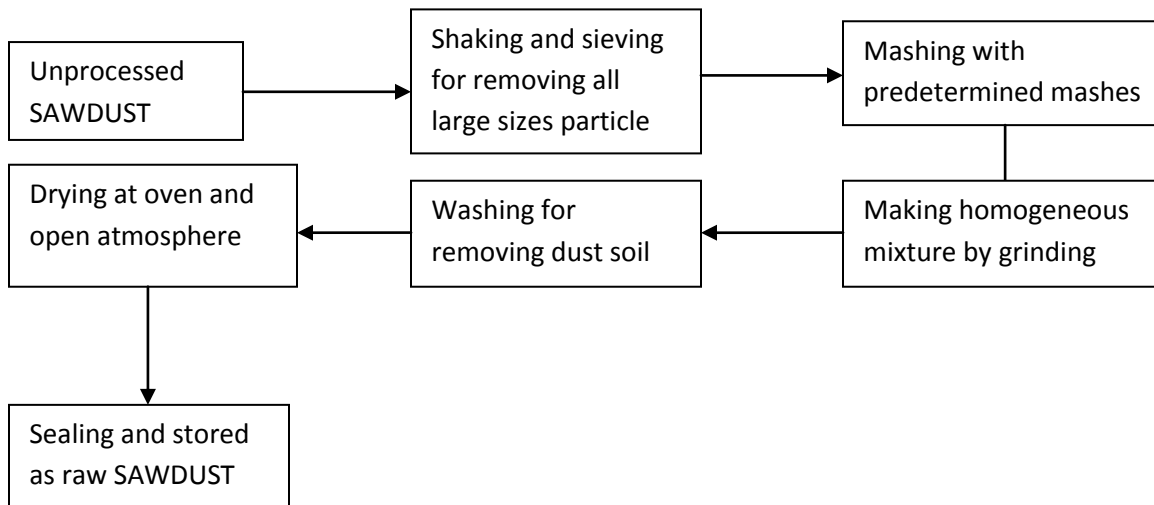 Unprocessed
SAWDUST
Shaking and sieving
for removing all
large sizes particle
Mashing with
predetermined mashes
Making homogeneous
mixture by grinding
Washing for
removing dust soil
Drying at oven and
open atmosphere
Sealing and stored
as raw SAWDUST